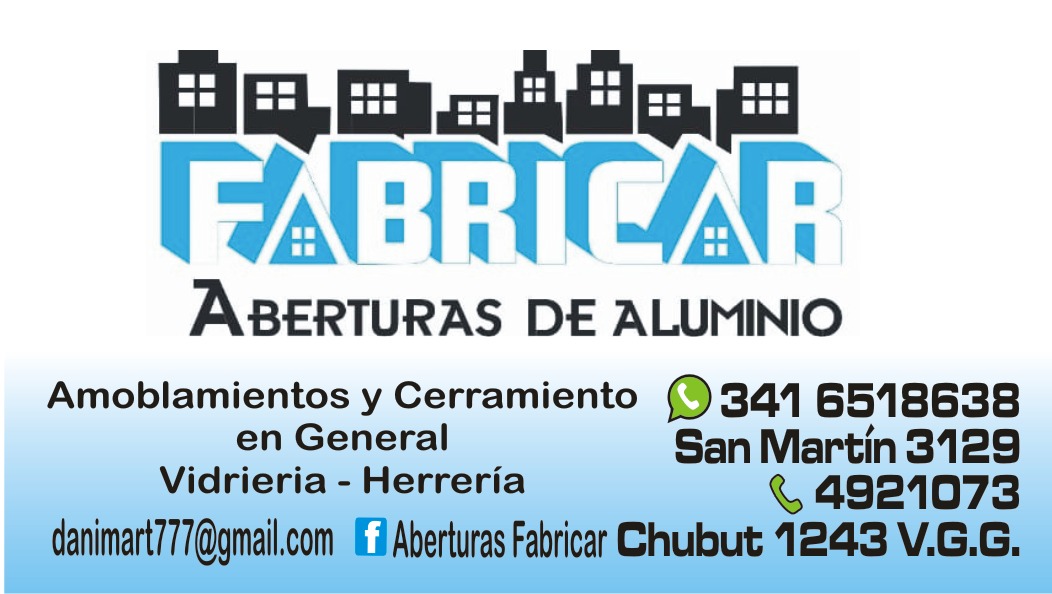 FABRICAR
ABERTURAS DE ALUMINIO
Amoblamientos y Cerramiento
en General
Vidrieria - Herrería
danimart777@gmail.com
Aberturas Fabricar
341 6518638
San Martín 3129
4921073
Chubut 1243 V.G.G.